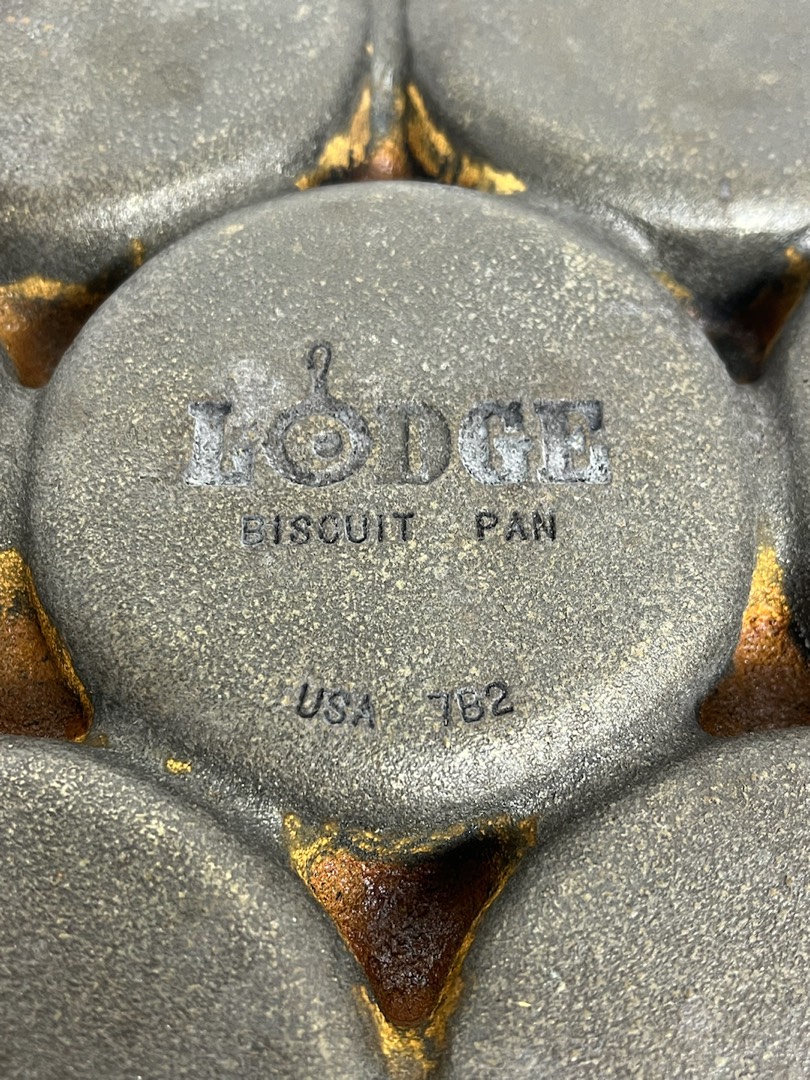 LODGE
BISCUIT PAN
USA 7B2